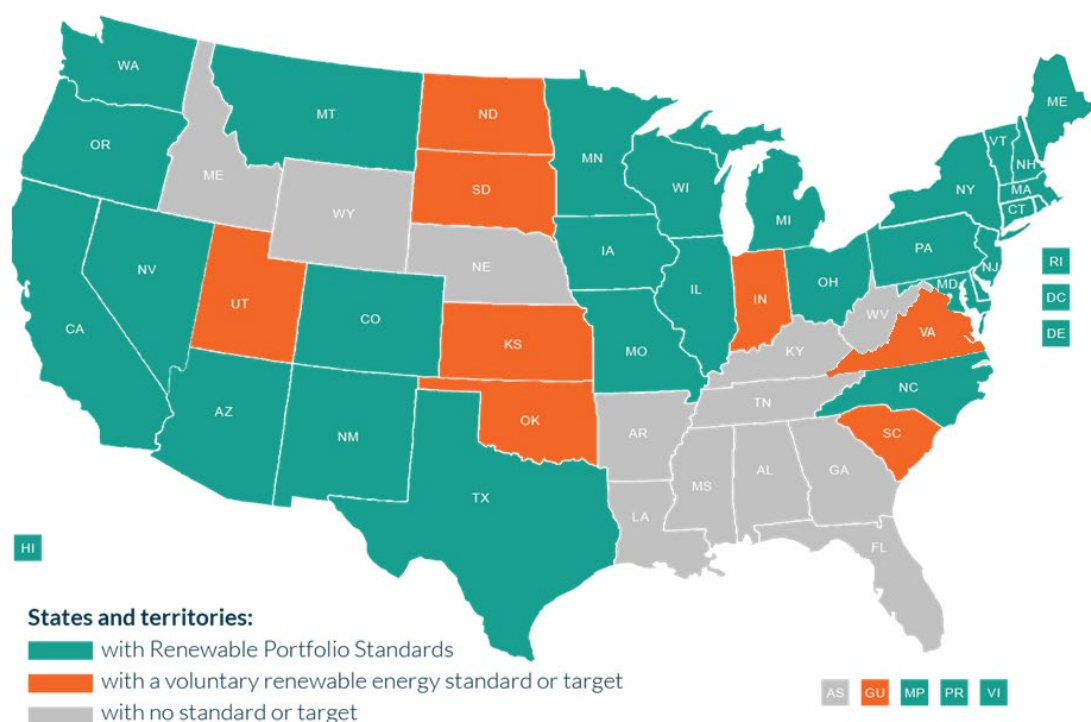 WA
MT
ND
ME
OR
MN
VT
NH
ME
SD
WI
NY
MA
WY
MI
CT
IA
PA
NE
NV
RI
IL
OH
NJ
UT
IN
MD
CO
DC
CA
WV
VA
KS
MO
DE
KY
NC
AZ
TN
OK
NM
AR
SC
MS
AL
GA
TX
LA
FL
HI
States and territories:
with Renewable Portfolio Standards
with a voluntary renewable energy standard or target
with no standard or target
AS GU MP PR VI